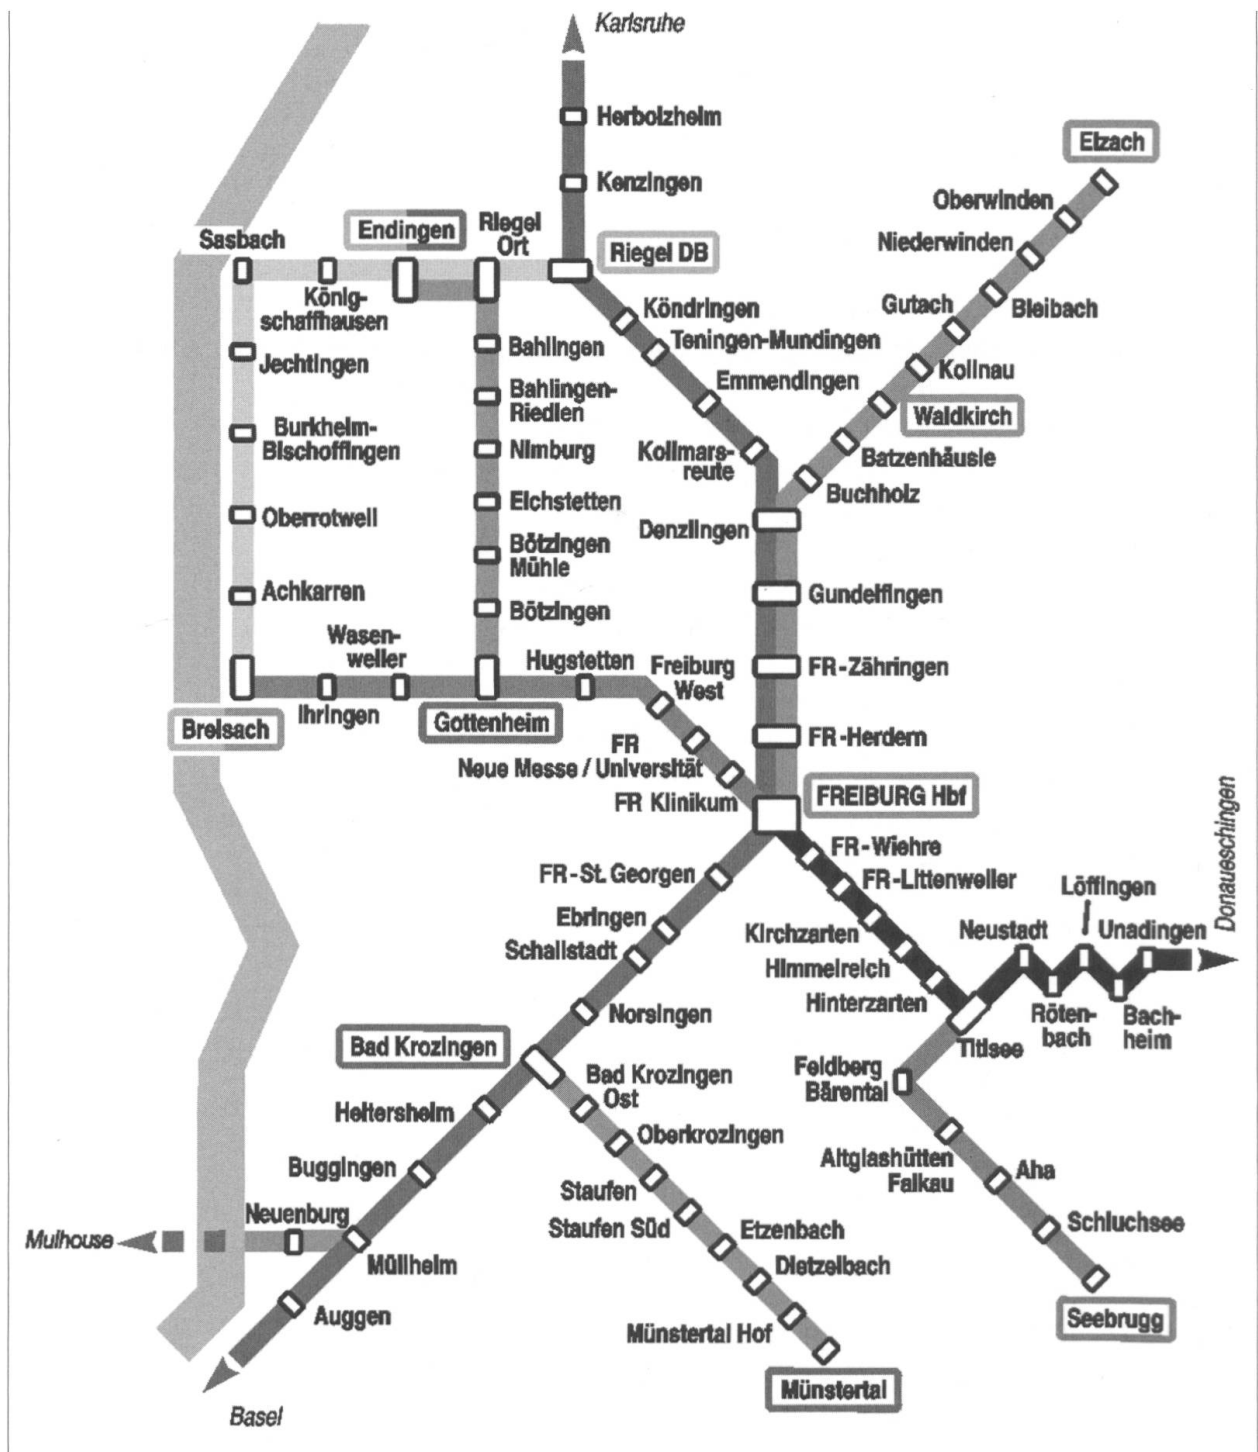 Karlsruhe
Herbolzheim
Kenzingen
Elzach
Oberwinden
Niederwinden
Gutach
Bleibach
Kollnau
Waldkirch
Batzenhäusle
Buchholz
Sasbach
Endingen
Riegel
Ort
Riegel DB
König-
schaffhausen
Jechtingen
Burkheim-
Bischoffingen
Oberrotweil
Achkarren
Bahlingen
Bahlingen-
Riedlen
Nimburg
Eichstetten
Bötzingen
Mühle
Bötzingen
Köndringen
Teningen-Mundingen
Emmendingen
Kollmars-
reute
Denzlingen
Gundelfingen
FR-Zähringen
FR-Herdern
FREIBURG Hbf
Breisach
Ihringen
Wasen-
weiler
Gottenheim
Hugstetten
Freiburg
West
FR
Neue Messe / Universität
FR Klinikum
FR-Wiehre
FR-Littenweiler
Kirchzarten
Himmelreich
Hinterzarten
Titisee
Neustadt
Röten-
bach
Löffingen
Bach-
heim
Unadingen
Donaueschingen
Feldberg
Bärental
Altglashütten
Falkau
Aha
Schluchsee
Seebrugg
FR-St. Georgen
Ebringen
Schallstadt
Norsingen
Bad Krozingen
Bad Krozingen
Ost
Oberkrozingen
Staufen
Staufen Süd
Etzenbach
Dietzelbach
Münstertal Hof
Münstertal
Heitersheim
Buggingen
Neuenburg
Mulhouse
Müllheim
Auggen
Basel